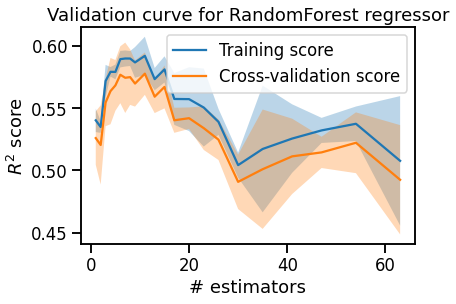 Validation curve for RandomForest regressor
Training score
Cross-validation score
R² score
0.60
0.55
0.50
0.45
0
20
40
60
# estimators